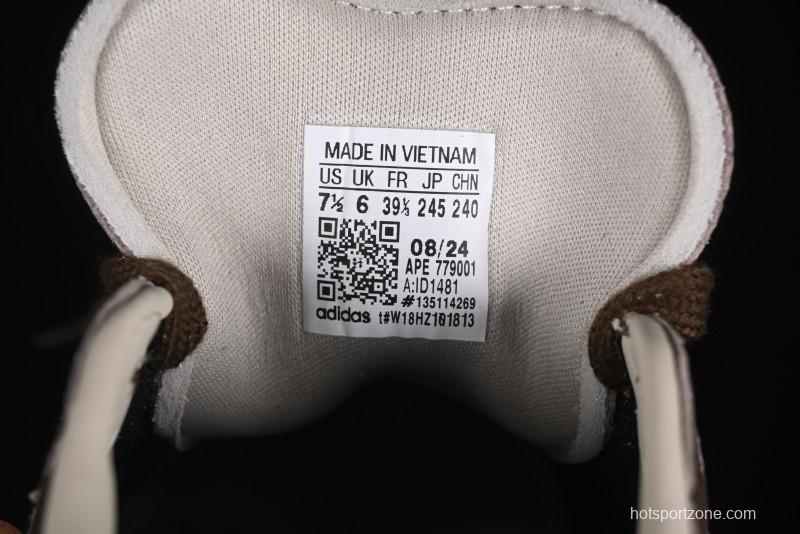 MADE IN VIETNAM
US UK FR JP CHN
7½ 6 39⅓ 245 240
08/24
APE 779001
A:ID1481
#135114269
adidas t#W18HZ101813
hotsportzone.com